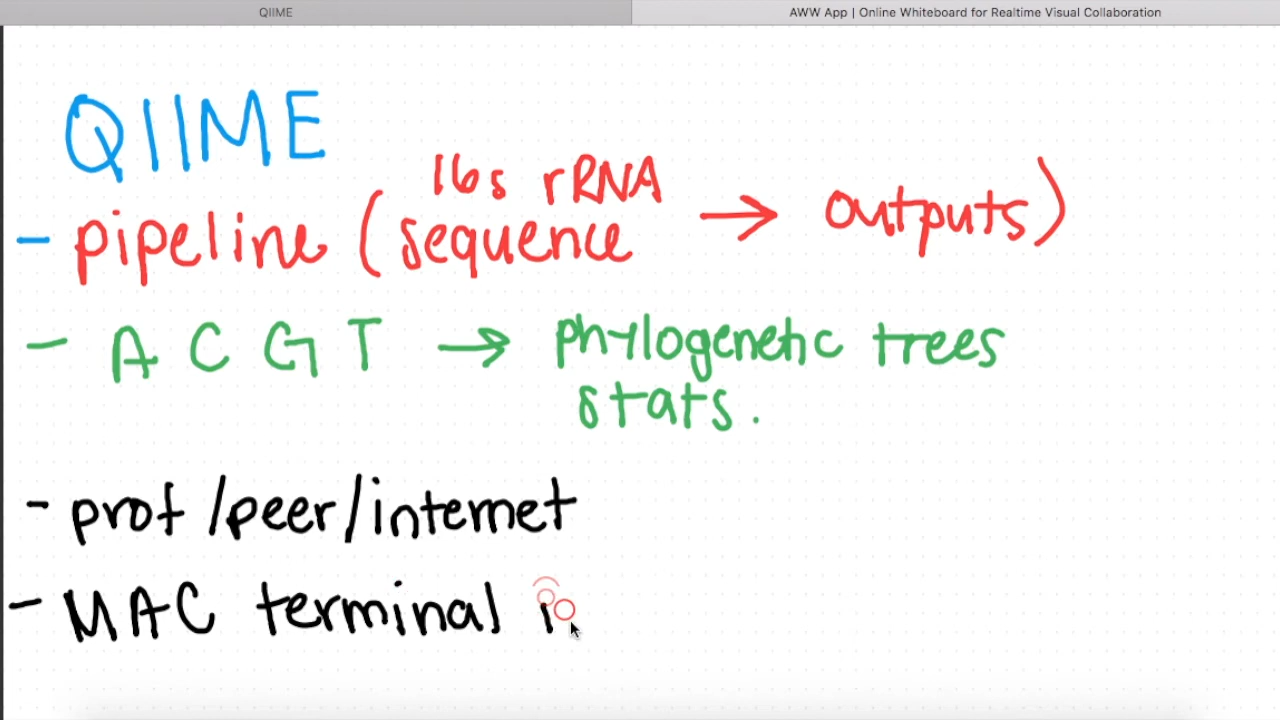 QIIME
AWW App | Online Whiteboard for Realtime Visual Collaboration
QIIME
16s rRNA
- pipeline (sequence → outputs)
- A C G T → phylogenetic trees
stats.
- prof/peer/internet
- MAC terminal